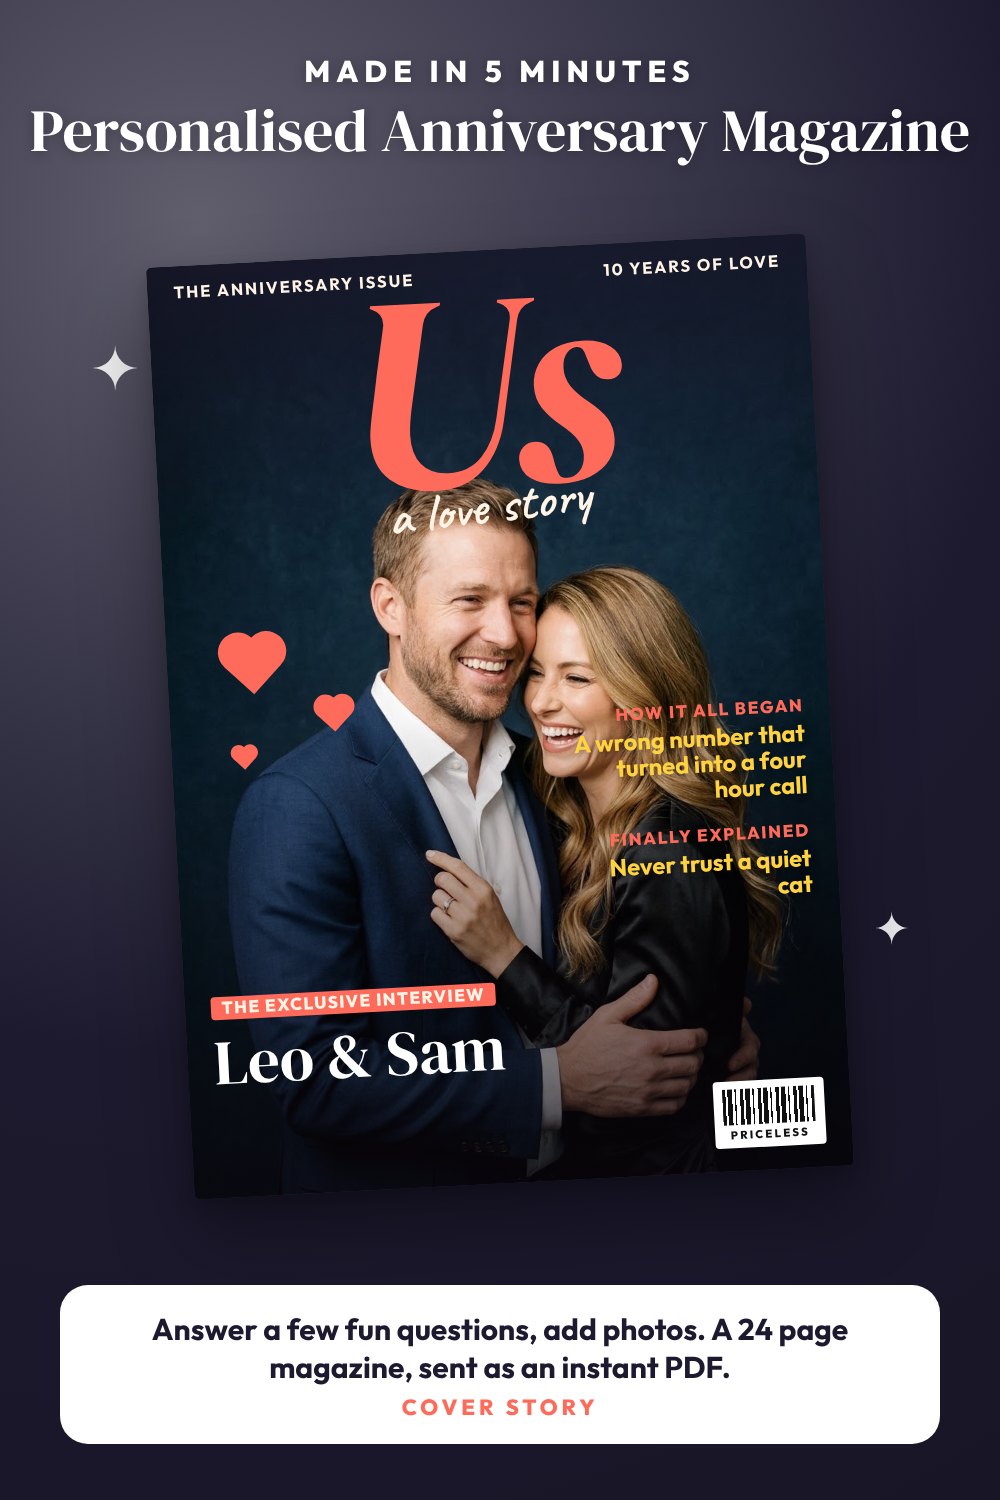 MADE IN 5 MINUTES
Personalised Anniversary Magazine
THE ANNIVERSARY ISSUE
10 YEARS OF LOVE
Us
a love story
HOW IT ALL BEGAN
A wrong number that
turned into a four
hour call
FINALLY EXPLAINED
Never trust a quiet
cat
THE EXCLUSIVE INTERVIEW
Leo & Sam
PRICELESS
Answer a few fun questions, add photos. A 24 page
magazine, sent as an instant PDF.
COVER STORY